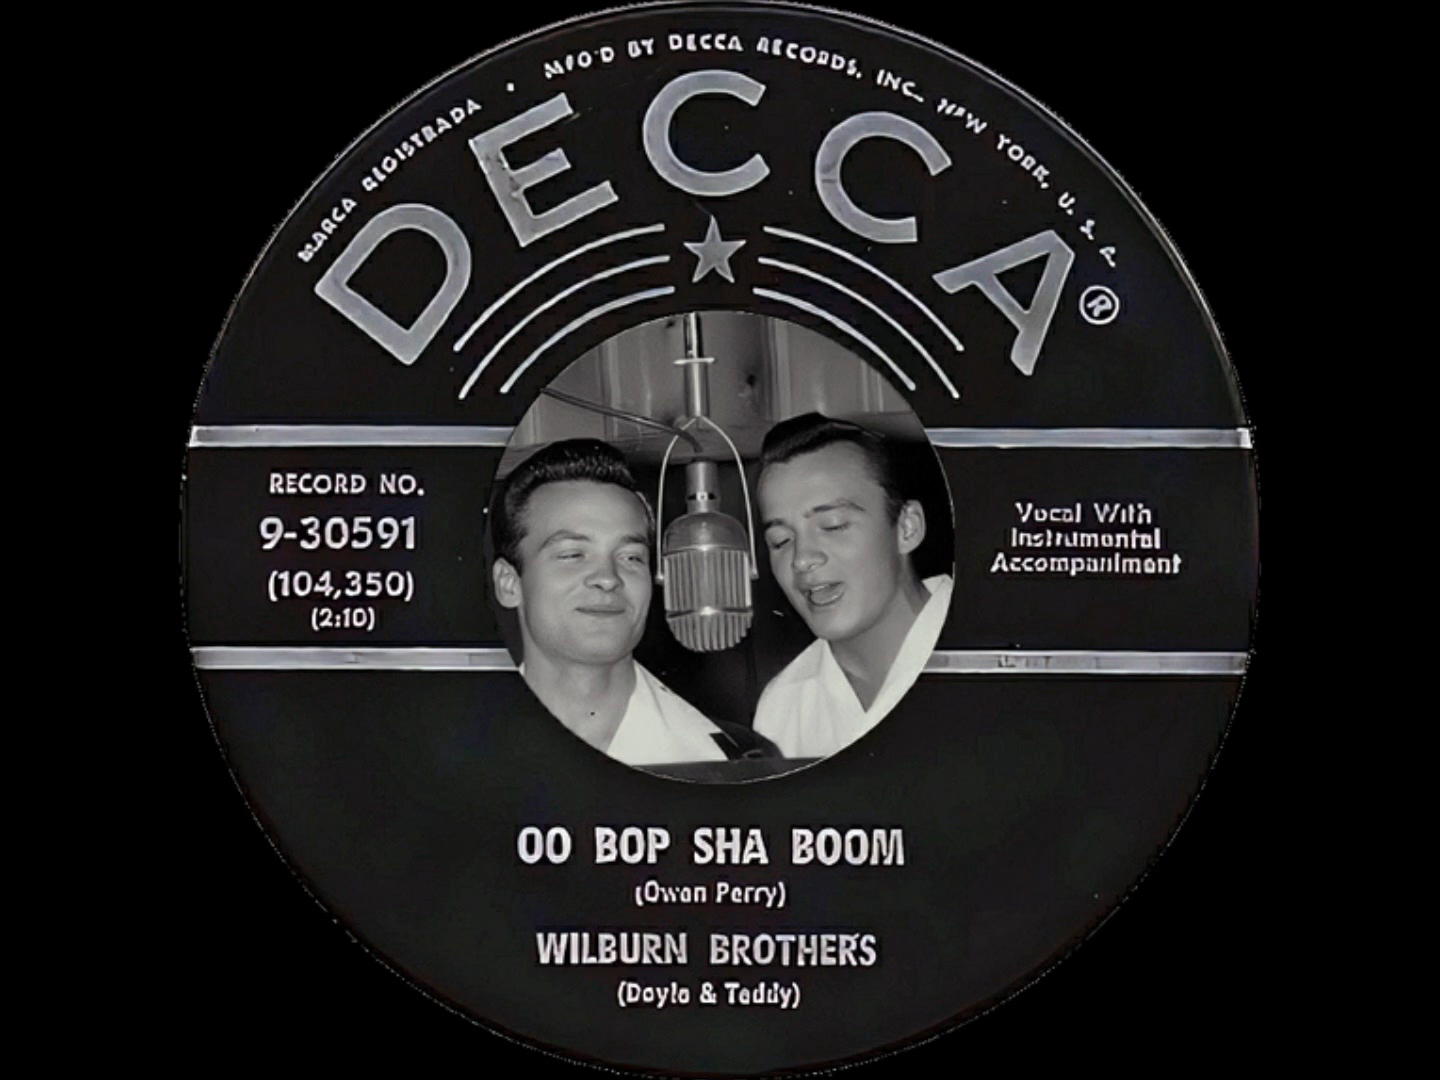 MARCA REGISTRADA • MFG'D BY DECCA RECORDS, INC., NEW YORK, U. S. A.
DECCA®
RECORD NO.
9-30591
(104,350)
(2:10)
Vocal With
Instrumental
Accompaniment
OO BOP SHA BOOM
(Owen Perry)
WILBURN BROTHERS
(Doyle & Teddy)